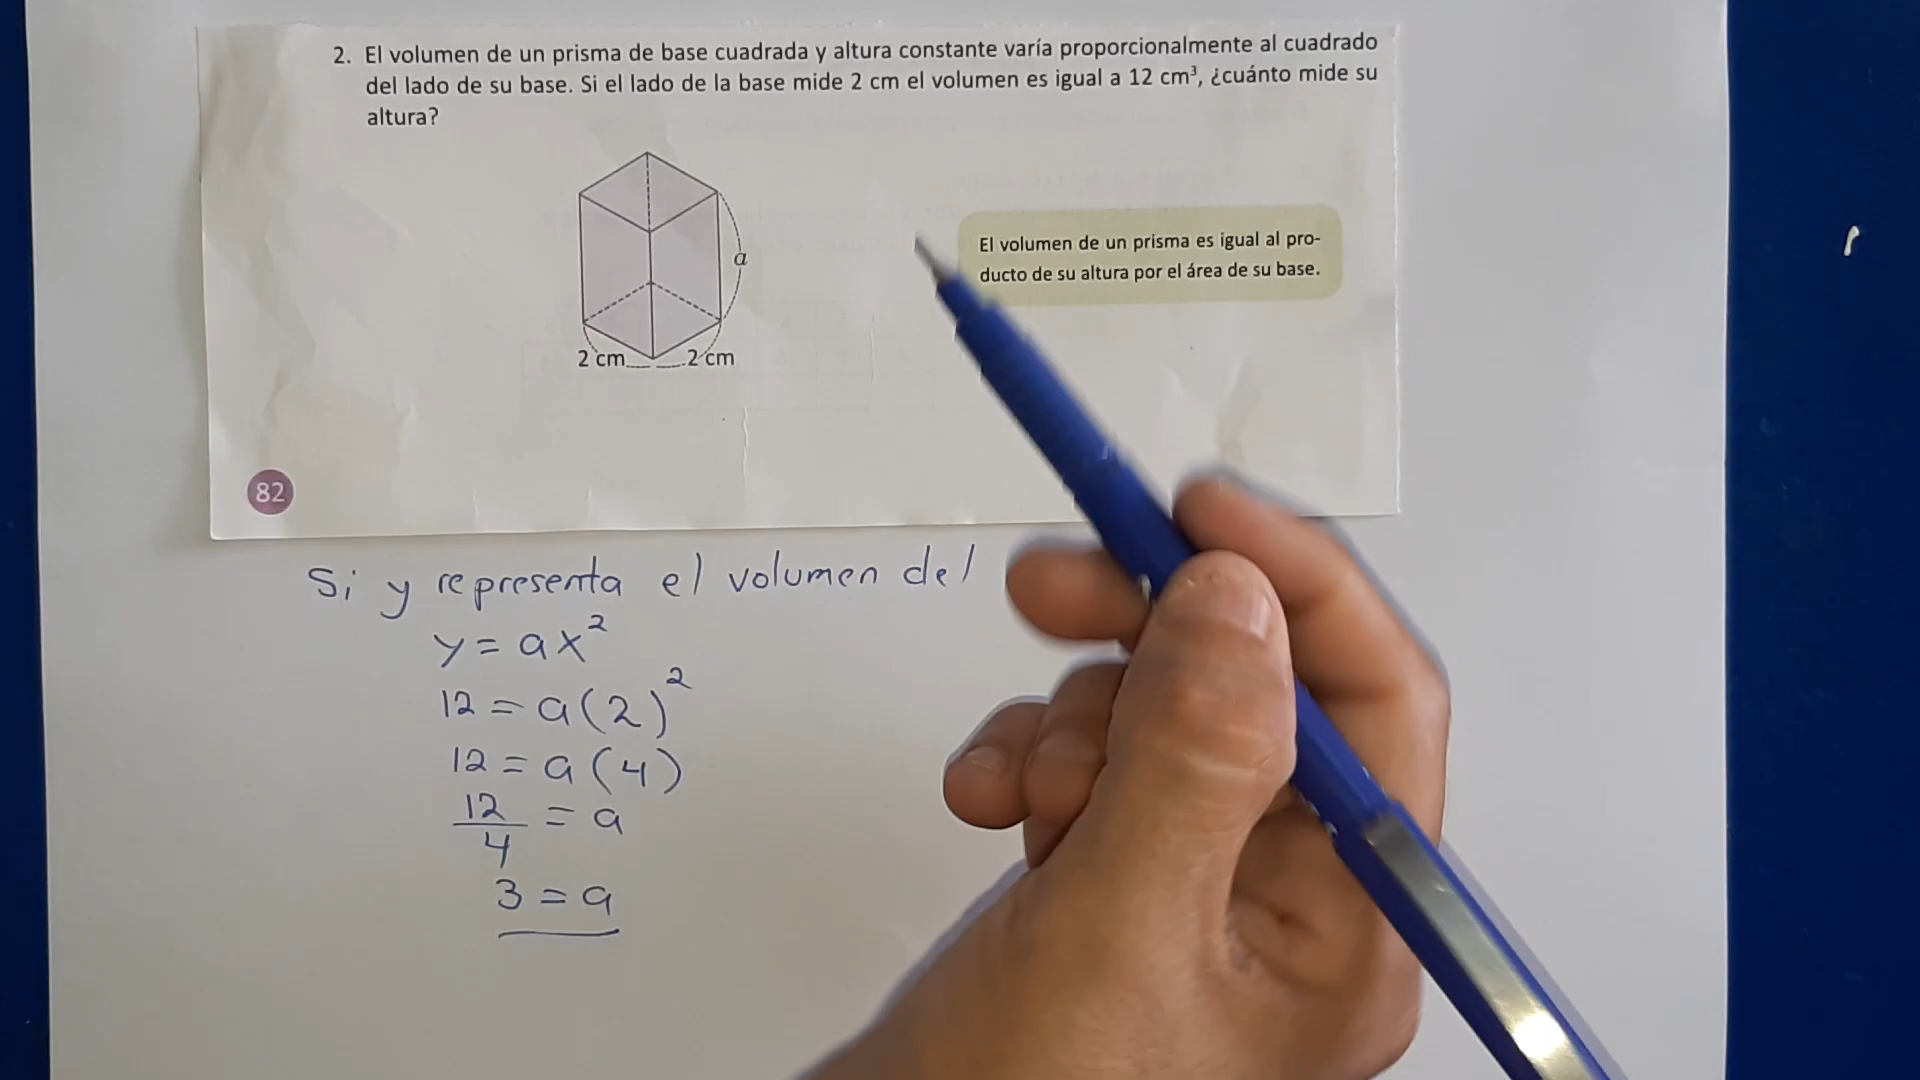 2. El volumen de un prisma de base cuadrada y altura constante varía proporcionalmente al cuadrado
del lado de su base. Si el lado de la base mide 2 cm el volumen es igual a 12 cm³, ¿cuánto mide su
altura?
a
El volumen de un prisma es igual al pro-
ducto de su altura por el área de su base.
2 cm 2 cm
82
Si y representa el volumen del
y = ax²
12 = a(2)²
12 = a(4)
12/4 = a
3 = a